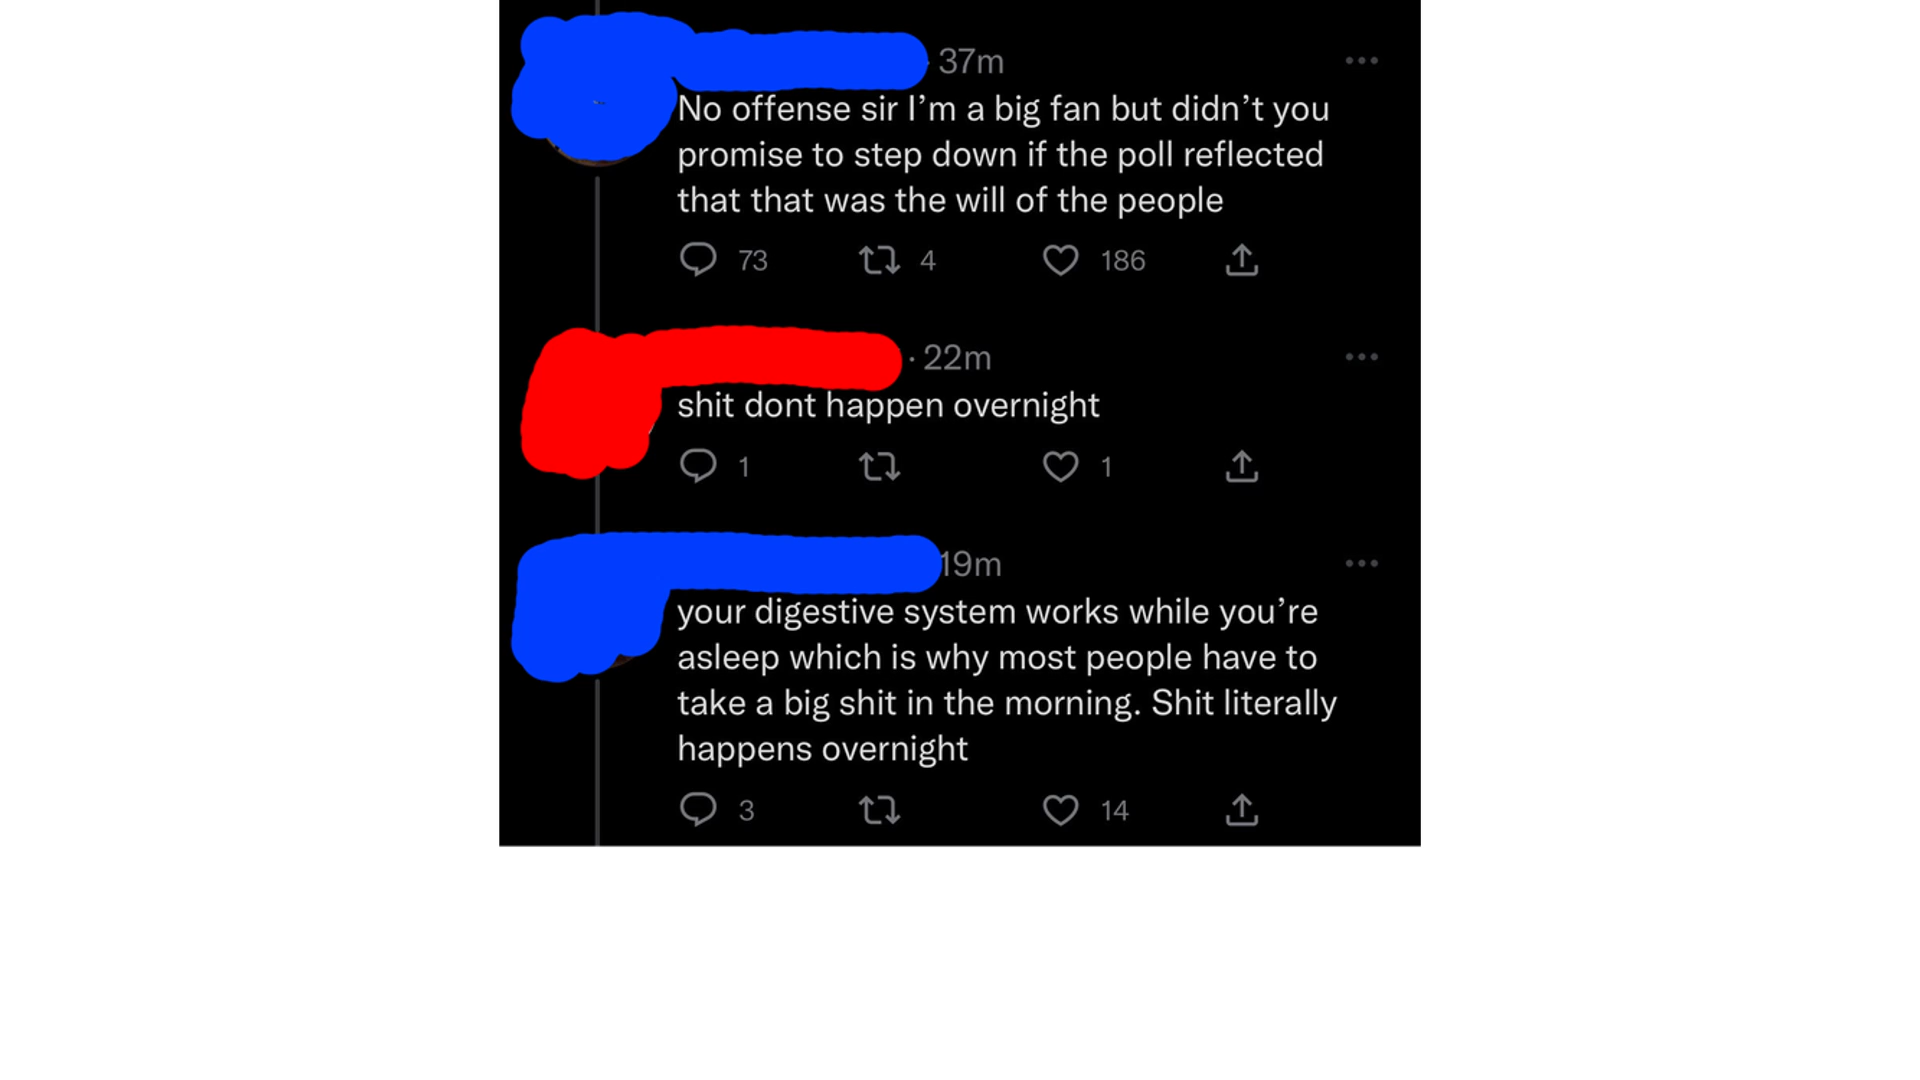 37m
No offense sir I’m a big fan but didn’t you
promise to step down if the poll reflected
that that was the will of the people
73 4 186
· 22m
shit dont happen overnight
1 1
19m
your digestive system works while you’re
asleep which is why most people have to
take a big shit in the morning. Shit literally
happens overnight
3 14